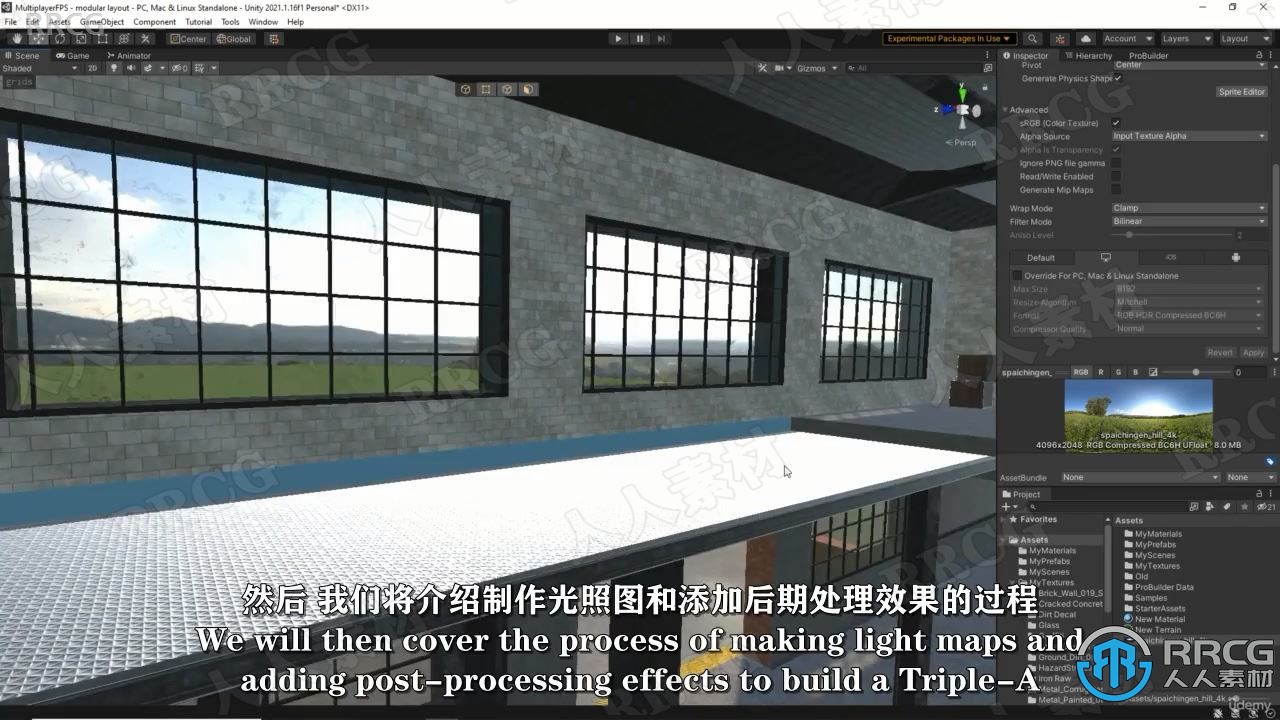 MultiplayerFPS - modular layout - PC, Mac & Linux Standalone - Unity 2021.1.16f1 Personal* <DX11>
File Edit Assets GameObject Component Tutorial Tools Window Help
Center Global
Experimental Packages In Use
Account Layers Layout
Scene Game Animator
Inspector Hierarchy ProBuilder
Shaded 2D 0 Gizmos All
grids
Persp
Pivot Center
Generate Physics Shape
Sprite Editor
Advanced
sRGB (Color Texture)
Alpha Source Input Texture Alpha
Alpha Is Transparency
Ignore PNG file gamma
Read/Write Enabled
Generate Mip Maps
Wrap Mode Clamp
Filter Mode Bilinear
Aniso Level 2
Default iOS
Override For PC, Mac & Linux Standalone
Max Size 8192
Resize Algorithm Mitchell
Format RGB HDR Compressed BC6H
Compressor Quality Normal
Revert Apply
spaichingen_ RGB R G B 0
spaichingen_hill_4k
4096x2048 RGB Compressed BC6H UFloat 8.0 MB
AssetBundle None None
Project
21
Favorites
Assets
MyMaterials
MyPrefabs
MyScenes
MyTextures
Brick_Wall_019_S
Cracked Concret
Dirt Decal
Glass
Ground_Dirt_0
HazardStr
Iron Raw
Metal_Corrug
Metal_Painted_0
Assets
MyMaterials
MyPrefabs
MyScenes
MyTextures
Old
ProBuilder Data
Samples
StarterAssets
New Material
New Terrain
Assets/spaichingen_hill_4k
然后 我们将介绍制作光照图和添加后期处理效果的过程
We will then cover the process of making light maps and
adding post-processing effects to build a Triple-A
RRCG
人人素材
udemy